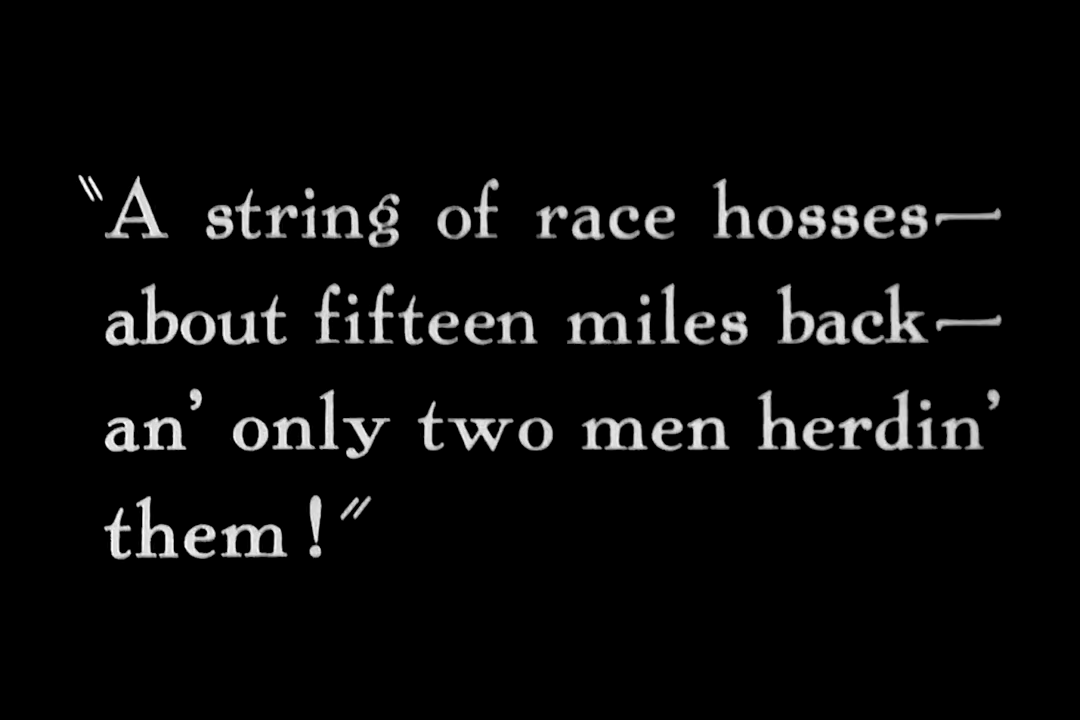 "A string of race hosses—
about fifteen miles back—
an' only two men herdin'
them!"